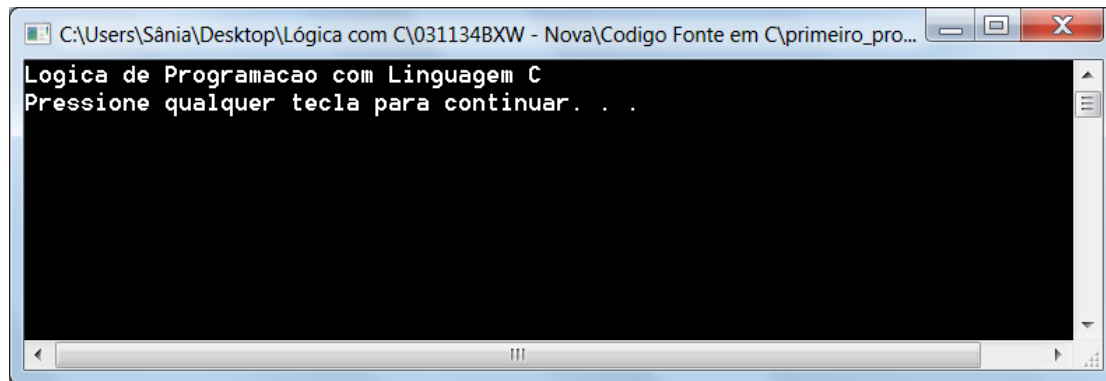 C:\Users\Sânia\Desktop\Lógica com C\031134BXW - Nova\Codigo Fonte em C\primeiro_pro...
Logica de Programacao com Linguagem C
Pressione qualquer tecla para continuar. . .